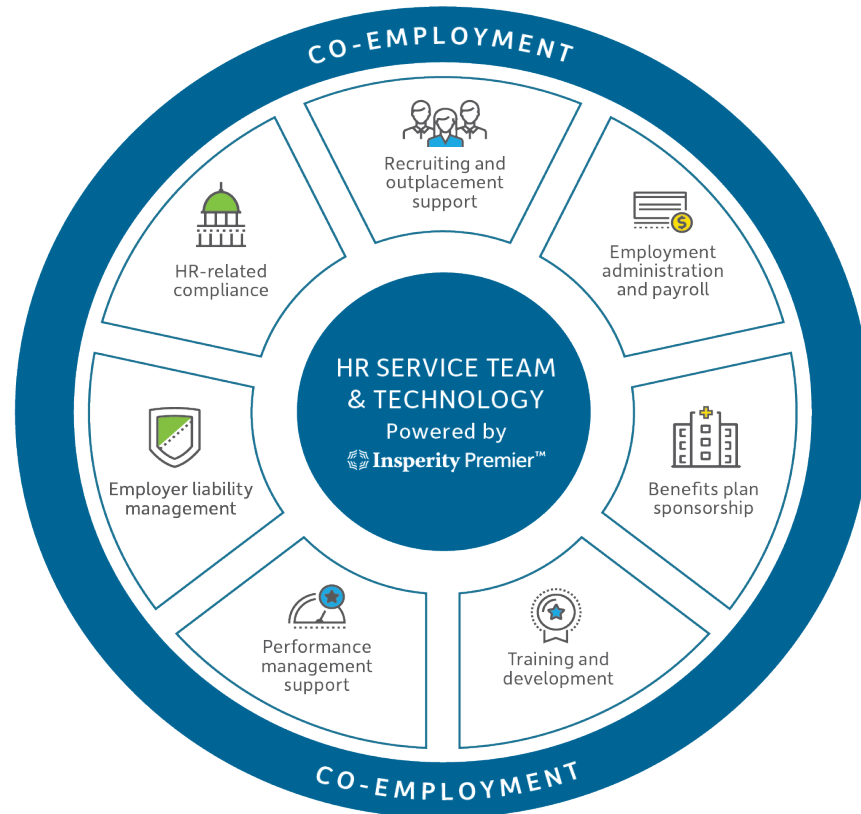 CO-EMPLOYMENT
Recruiting and
outplacement
support
Employment
administration
and payroll
Benefits plan
sponsorship
Training and
development
Performance
management
support
Employer liability
management
HR-related
compliance
HR SERVICE TEAM
& TECHNOLOGY
Powered by
Insperity Premier™
$
CO-EMPLOYMENT